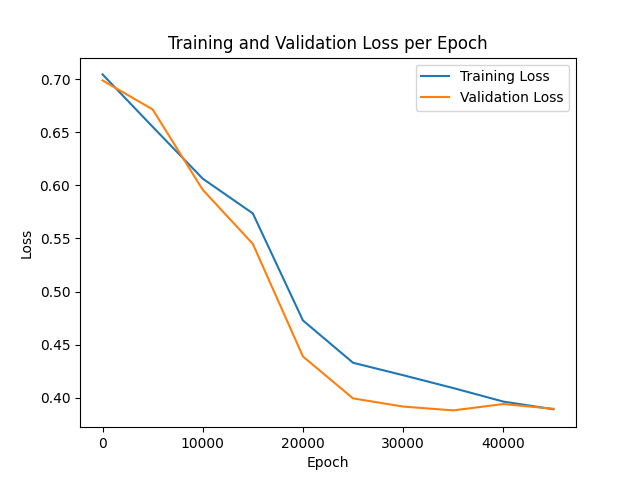 Training and Validation Loss per Epoch
Training Loss
Validation Loss
Loss
0.70
0.65
0.60
0.55
0.50
0.45
0.40
0 10000 20000 30000 40000
Epoch